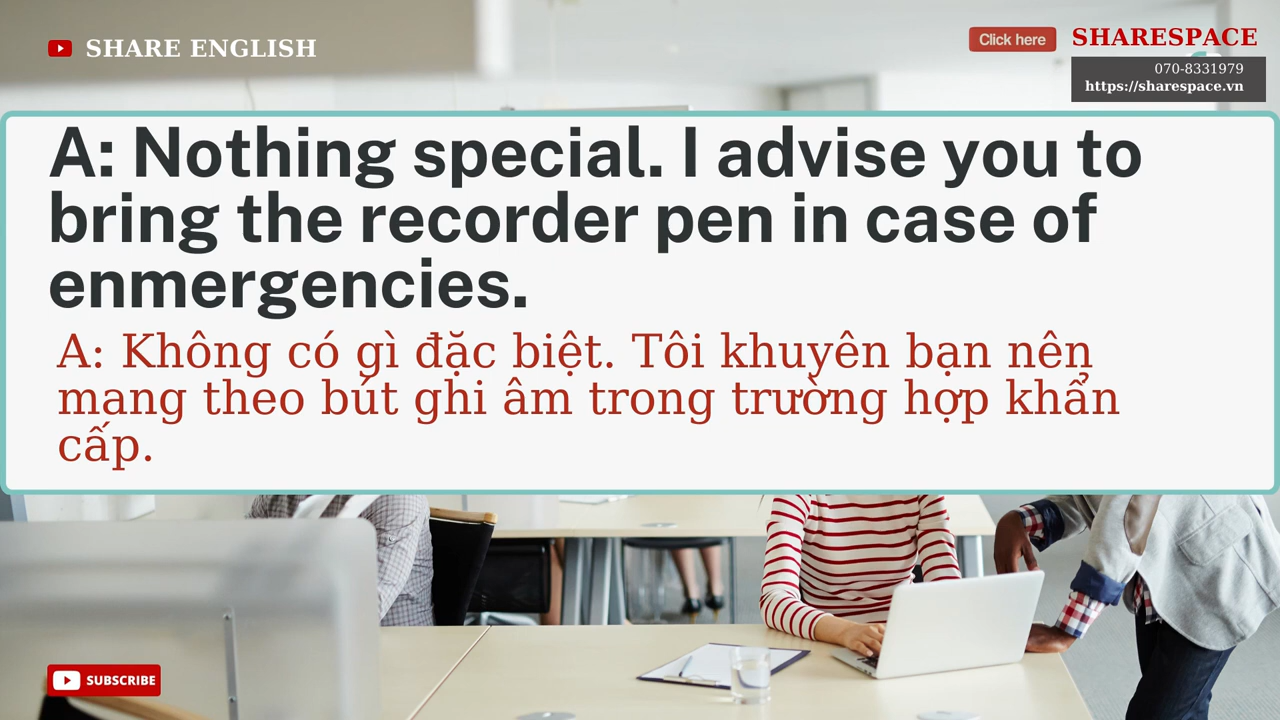 SHARE ENGLISH
Click here
SHARESPACE
070-8331979
https://sharespace.vn
A: Nothing special. I advise you to
bring the recorder pen in case of
enmergencies.
A: Không có gì đặc biệt. Tôi khuyên bạn nên
mang theo bút ghi âm trong trường hợp khẩn
cấp.
SUBSCRIBE